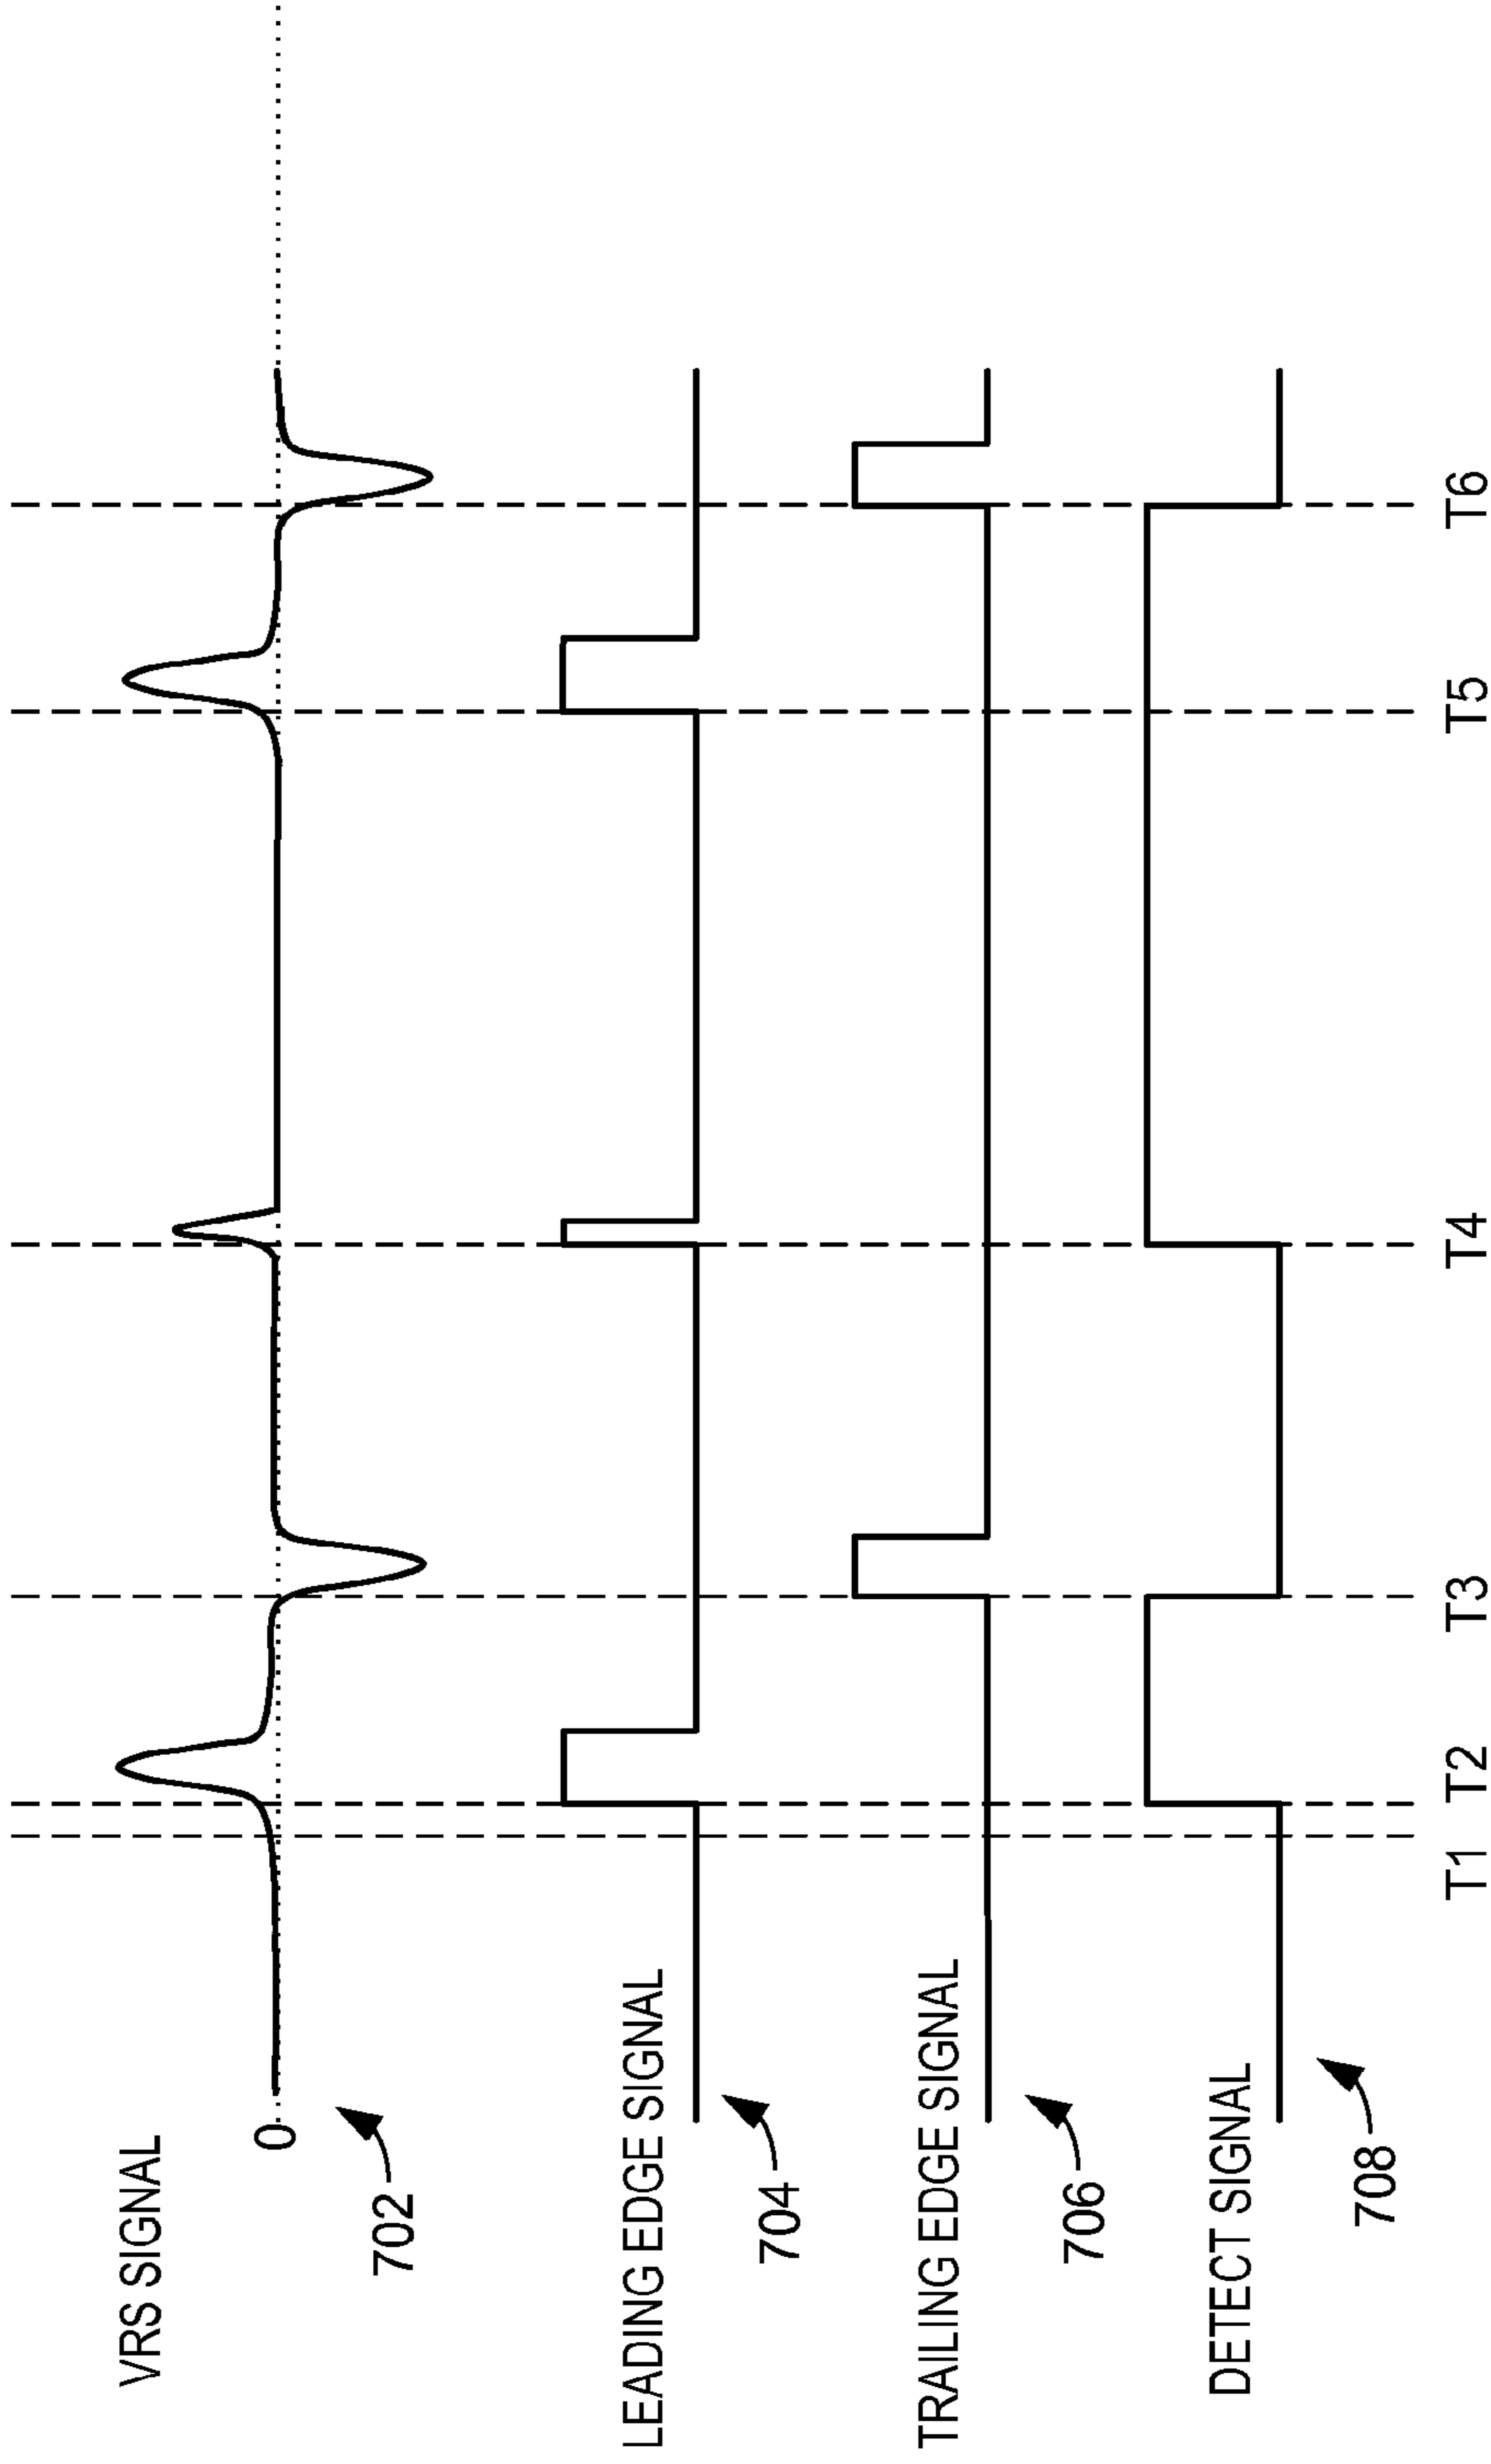 VRS SIGNAL
0
702
LEADING EDGE SIGNAL
704
TRAILING EDGE SIGNAL
706
DETECT SIGNAL
708
T1 T2 T3 T4 T5 T6